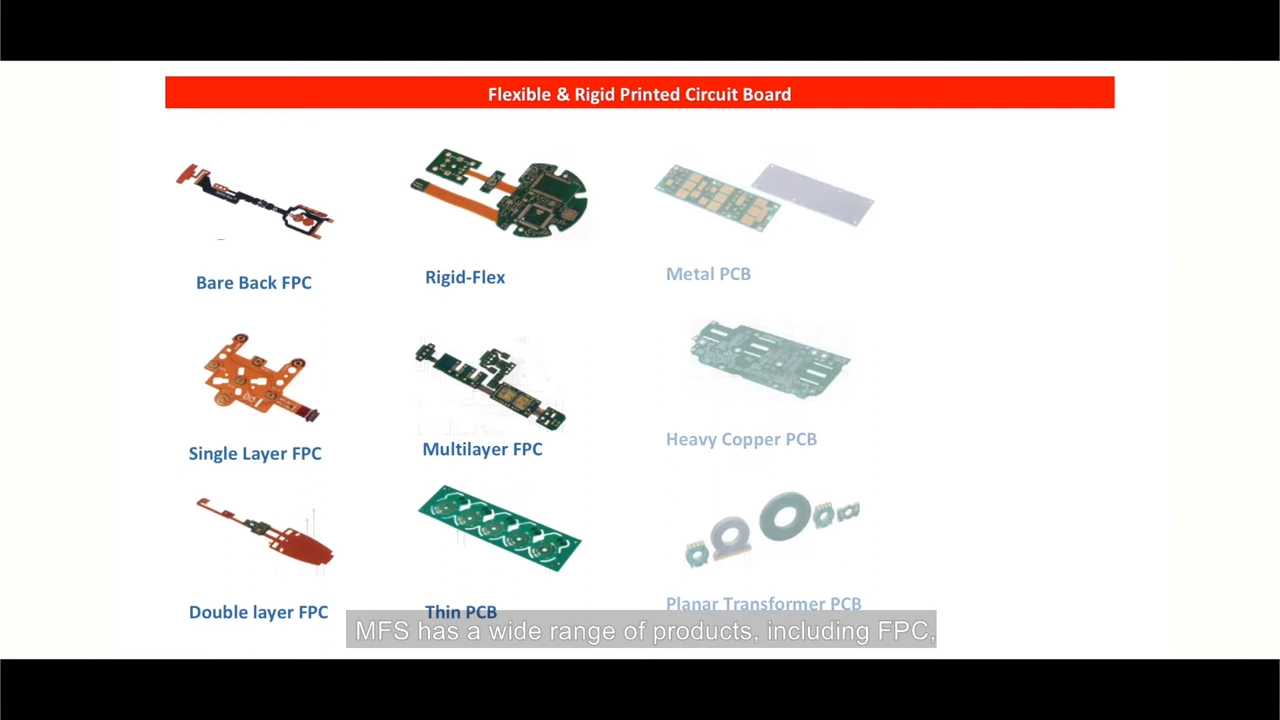 Flexible & Rigid Printed Circuit Board
Bare Back FPC
Rigid-Flex
Metal PCB
Single Layer FPC
Multilayer FPC
Heavy Copper PCB
Double layer FPC
Thin PCB
Planar Transformer PCB
MFS has a wide range of products, including FPC,